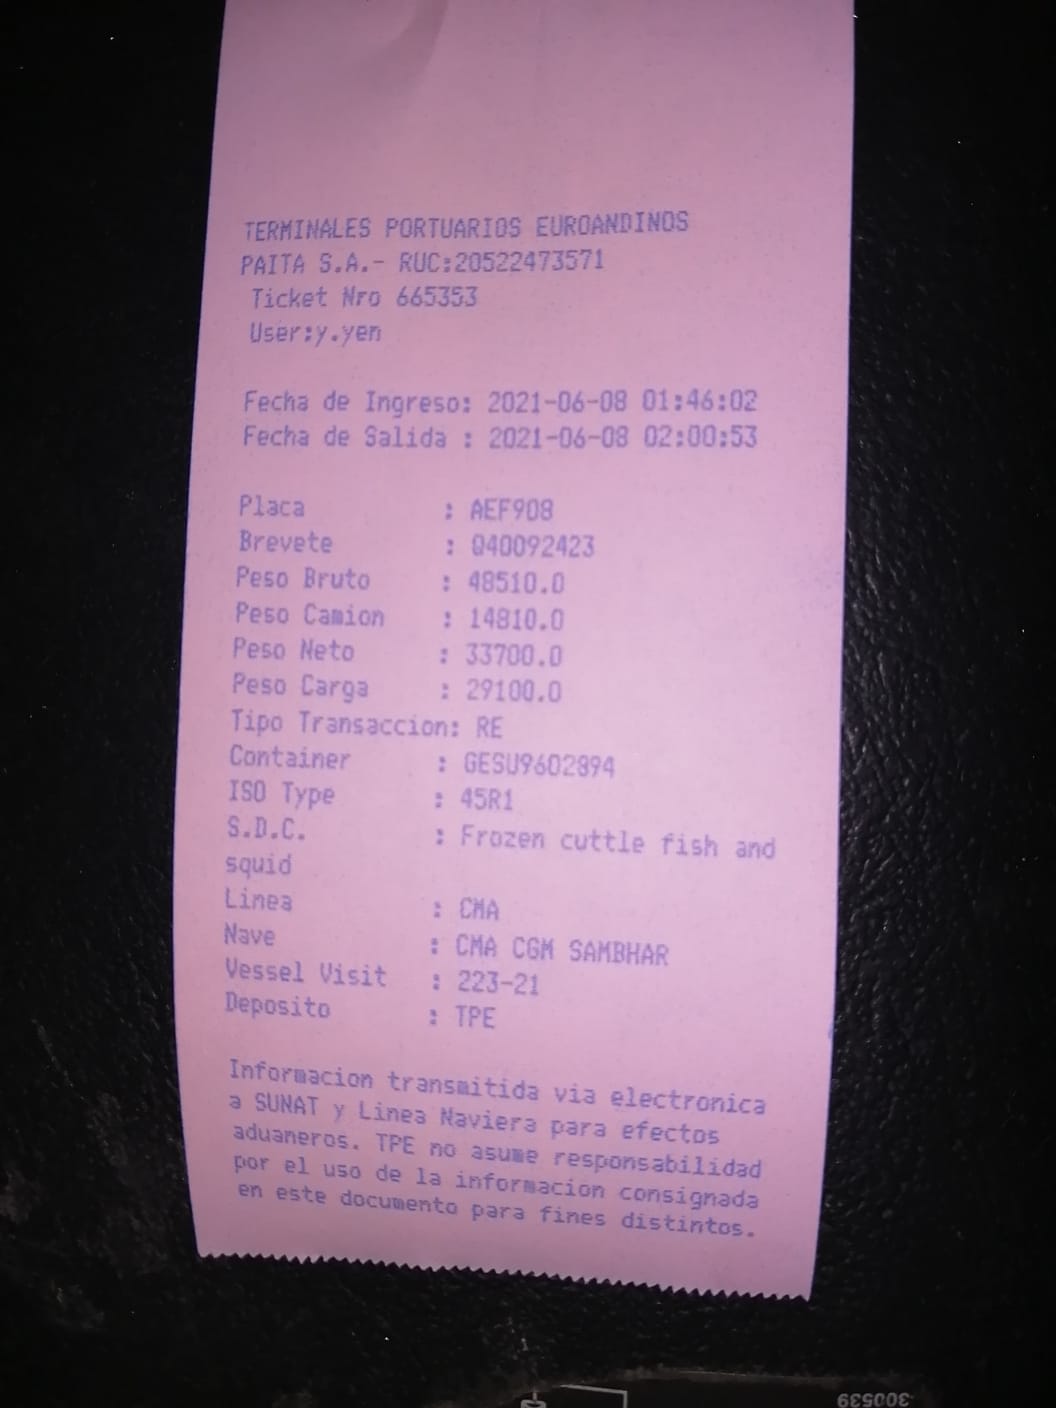 TERMINALES PORTUARIOS EUROANDINOS
PAITA S.A.- RUC:20522473571
Ticket Nro 665353
User:y.yen
Fecha de Ingreso: 2021-06-08 01:46:02
Fecha de Salida : 2021-06-08 02:00:53
Placa : AEF908
Brevete : Q40092423
Peso Bruto : 48510.0
Peso Camion : 14810.0
Peso Neto : 33700.0
Peso Carga : 29100.0
Tipo Transaccion: RE
Container : GESU9602894
ISO Type : 45R1
S.D.C. : Frozen cuttle fish and
squid
Linea : CMA
Nave : CMA CGM SAMBHAR
Vessel Visit : 223-21
Deposito : TPE
Informacion transmitida via electronica
a SUNAT y Linea Naviera para efectos
aduaneros. TPE no asume responsabilidad
por el uso de la informacion consignada
en este documento para fines distintos.
300539